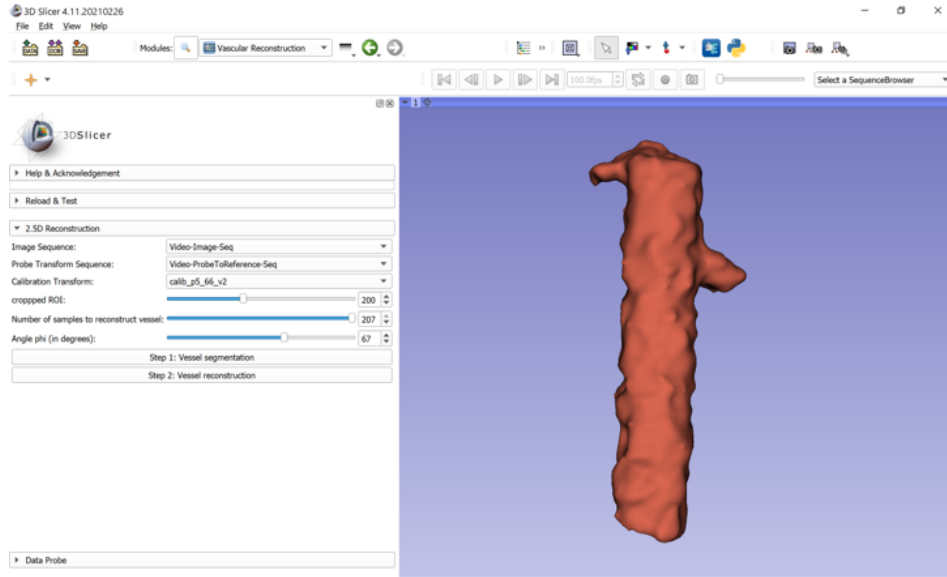 3D Slicer 4.11.20210226
File Edit View Help
DATA DCM SAVE Modules: Vascular Reconstruction
100.0fps Select a SequenceBrowser
1
3DSlicer
Help & Acknowledgement
Reload & Test
2.5D Reconstruction
Image Sequence: Video-Image-Seq
Probe Transform Sequence: Video-ProbeToReference-Seq
Calibration Transform: calib_p5_66_v2
croppped ROI: 200
Number of samples to reconstruct vessel: 207
Angle phi (in degrees): 67
Step 1: Vessel segmentation
Step 2: Vessel reconstruction
Data Probe